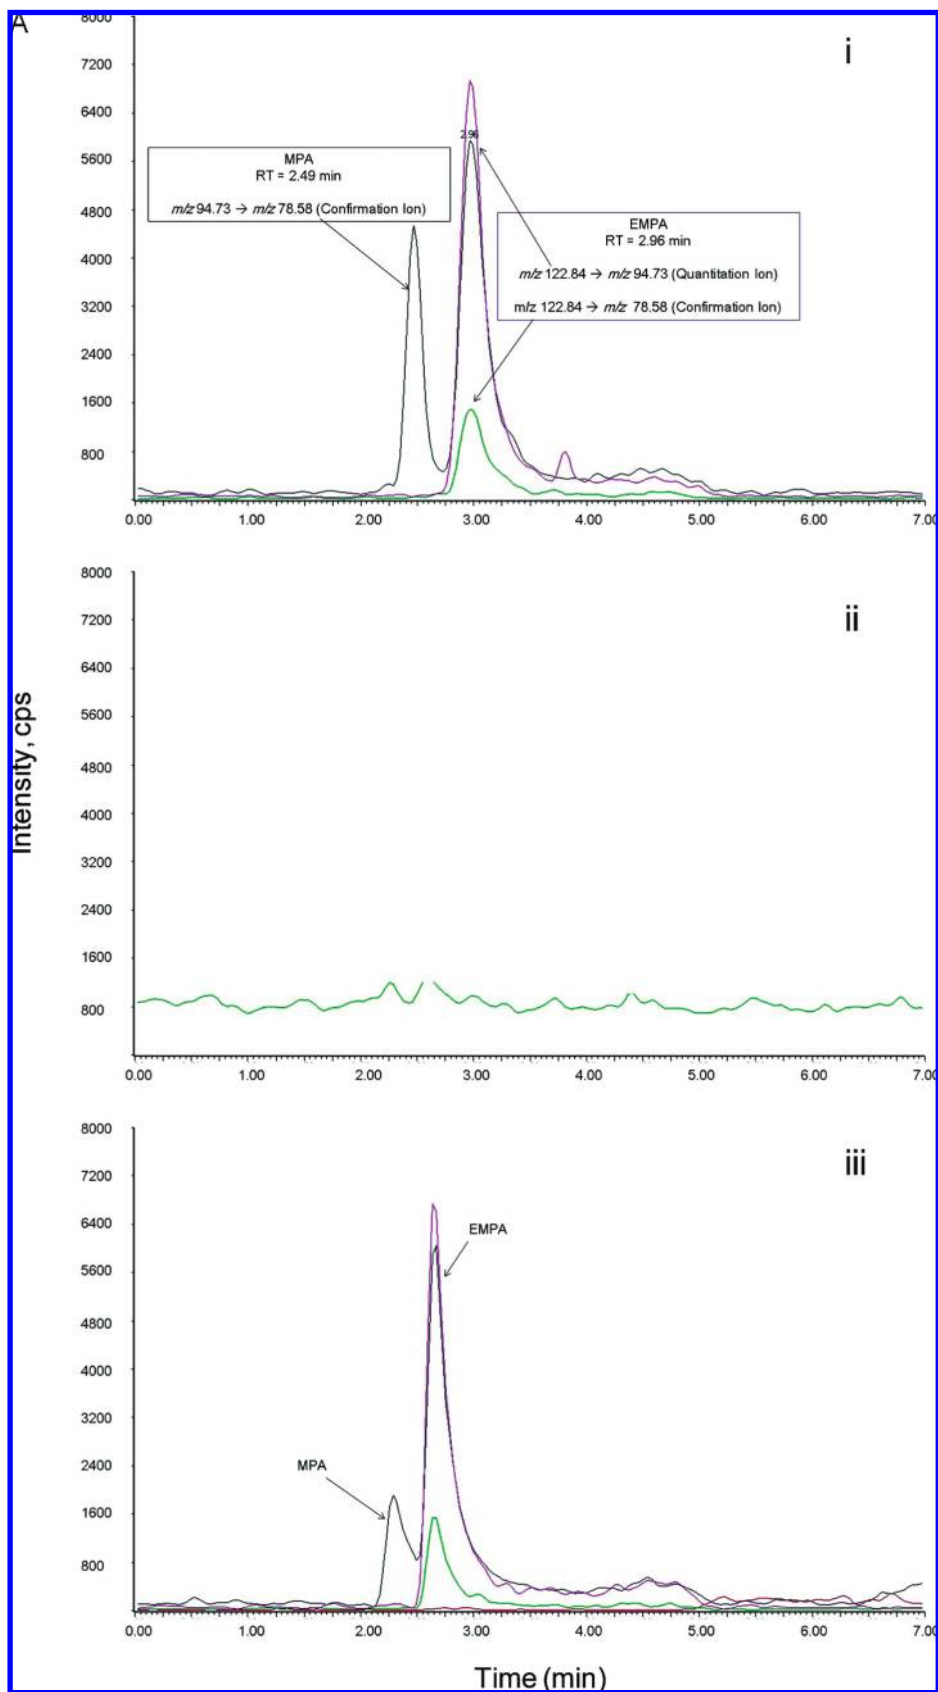 A
i
8000
7200
6400
5600
4800
4000
3200
2400
1600
800
2.96
MPA
RT = 2.49 min
m/z 94.73 → m/z 78.58 (Confirmation Ion)
EMPA
RT = 2.96 min
m/z 122.84 → m/z 94.73 (Quantitation Ion)
m/z 122.84 → m/z 78.58 (Confirmation Ion)
0.00 1.00 2.00 3.00 4.00 5.00 6.00 7.00
ii
8000
7200
6400
5600
4800
4000
3200
2400
1600
800
0.00 1.00 2.00 3.00 4.00 5.00 6.00 7.00
Intensity, cps
iii
8000
7200
6400
5600
4800
4000
3200
2400
1600
800
EMPA
MPA
0.00 1.00 2.00 3.00 4.00 5.00 6.00 7.00
Time (min)